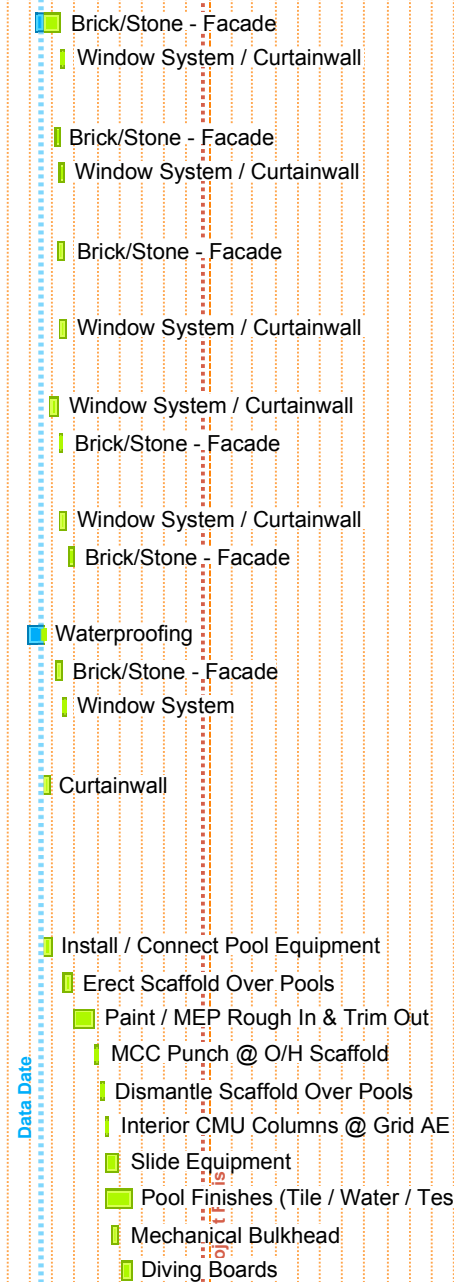 Brick/Stone - Facade
Window System / Curtainwall
Brick/Stone - Facade
Window System / Curtainwall
Brick/Stone - Facade
Window System / Curtainwall
Window System / Curtainwall
Brick/Stone - Facade
Window System / Curtainwall
Brick/Stone - Facade
Waterproofing
Brick/Stone - Facade
Window System
Curtainwall
Install / Connect Pool Equipment
Erect Scaffold Over Pools
Paint / MEP Rough In & Trim Out
MCC Punch @ O/H Scaffold
Dismantle Scaffold Over Pools
Interior CMU Columns @ Grid AE
Slide Equipment
Pool Finishes (Tile / Water / Tes
Mechanical Bulkhead
Diving Boards
Data Date